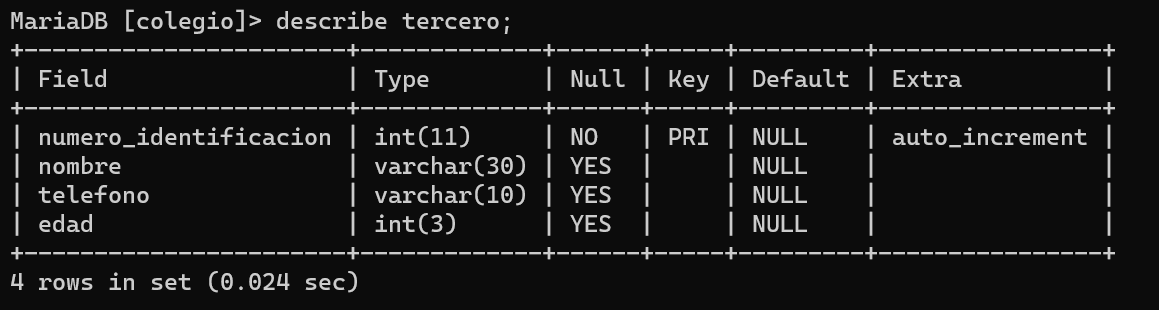 MariaDB [colegio]> describe tercero;
+-----------------------+-------------+------+-----+---------+----------------+
| Field                 | Type        | Null | Key | Default | Extra          |
+-----------------------+-------------+------+-----+---------+----------------+
| numero_identificacion | int(11)     | NO   | PRI | NULL    | auto_increment |
| nombre                | varchar(30) | YES  |     | NULL    |                |
| telefono              | varchar(10) | YES  |     | NULL    |                |
| edad                  | int(3)      | YES  |     | NULL    |                |
+-----------------------+-------------+------+-----+---------+----------------+
4 rows in set (0.024 sec)